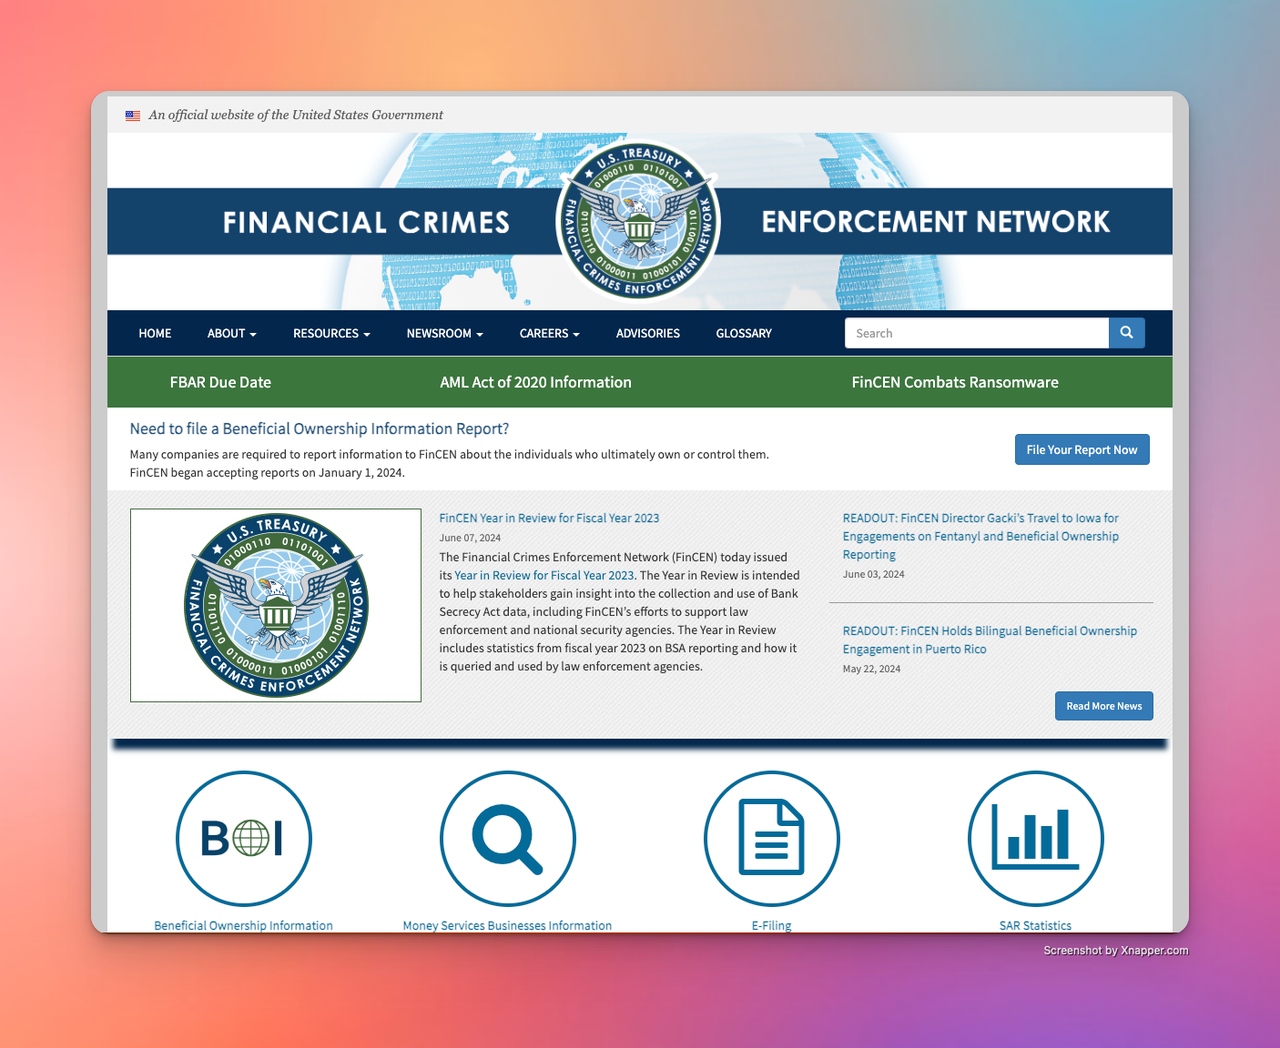 An official website of the United States Government
FINANCIAL CRIMES
U.S. TREASURY
01000110 01101001
01101110
01101110
01000011 01000101
FINANCIAL CRIMES ENFORCEMENT NETWORK
ENFORCEMENT NETWORK
HOME
ABOUT
RESOURCES
NEWSROOM
CAREERS
ADVISORIES
GLOSSARY
Search
FBAR Due Date
AML Act of 2020 Information
FinCEN Combats Ransomware
Need to file a Beneficial Ownership Information Report?
Many companies are required to report information to FinCEN about the individuals who ultimately own or control them.
FinCEN began accepting reports on January 1, 2024.
File Your Report Now
U.S. TREASURY
01000110 01101001
01101110
01101110
01000011 01000101
FINANCIAL CRIMES ENFORCEMENT NETWORK
FinCEN Year in Review for Fiscal Year 2023
June 07, 2024
The Financial Crimes Enforcement Network (FinCEN) today issued
its Year in Review for Fiscal Year 2023. The Year in Review is intended
to help stakeholders gain insight into the collection and use of Bank
Secrecy Act data, including FinCEN's efforts to support law
enforcement and national security agencies. The Year in Review
includes statistics from fiscal year 2023 on BSA reporting and how it
is queried and used by law enforcement agencies.
READOUT: FinCEN Director Gacki's Travel to Iowa for
Engagements on Fentanyl and Beneficial Ownership
Reporting
June 03, 2024
READOUT: FinCEN Holds Bilingual Beneficial Ownership
Engagement in Puerto Rico
May 22, 2024
Read More News
BOI
Beneficial Ownership Information
Money Services Businesses Information
E-Filing
SAR Statistics
Screenshot by Xnapper.com